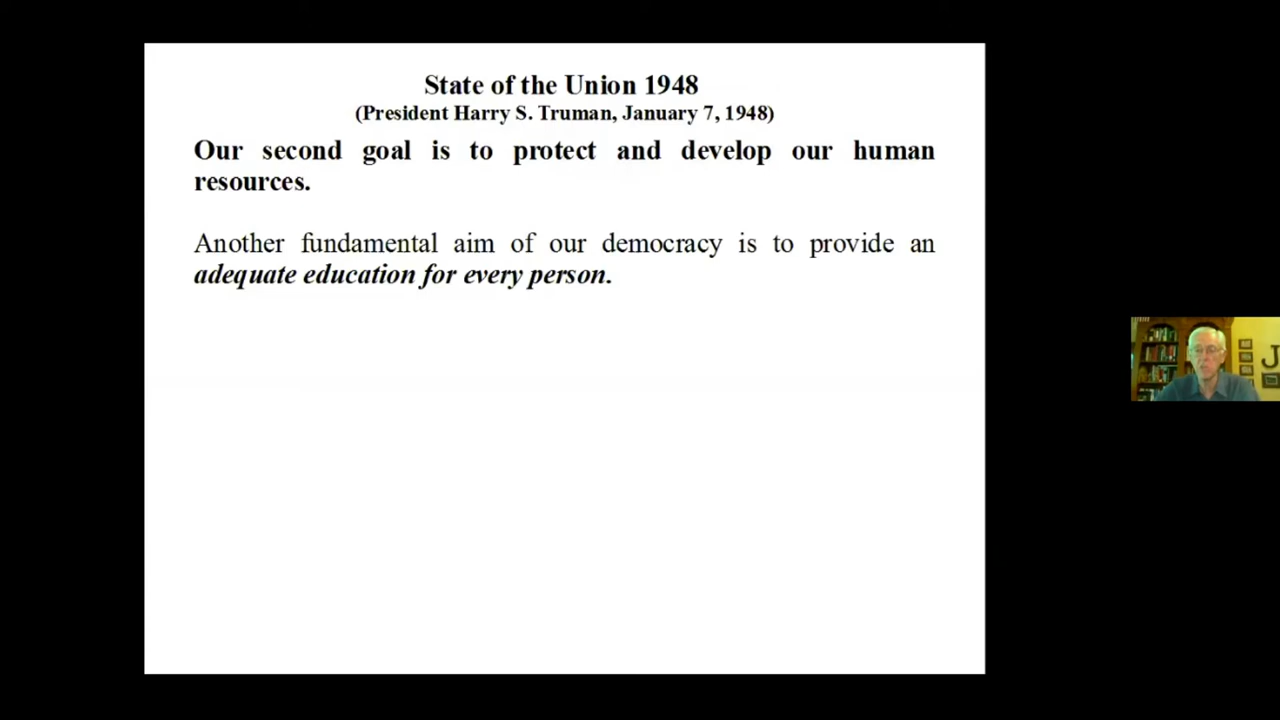 State of the Union 1948
(President Harry S. Truman, January 7, 1948)
Our second goal is to protect and develop our human
resources.
Another fundamental aim of our democracy is to provide an
adequate education for every person.
J